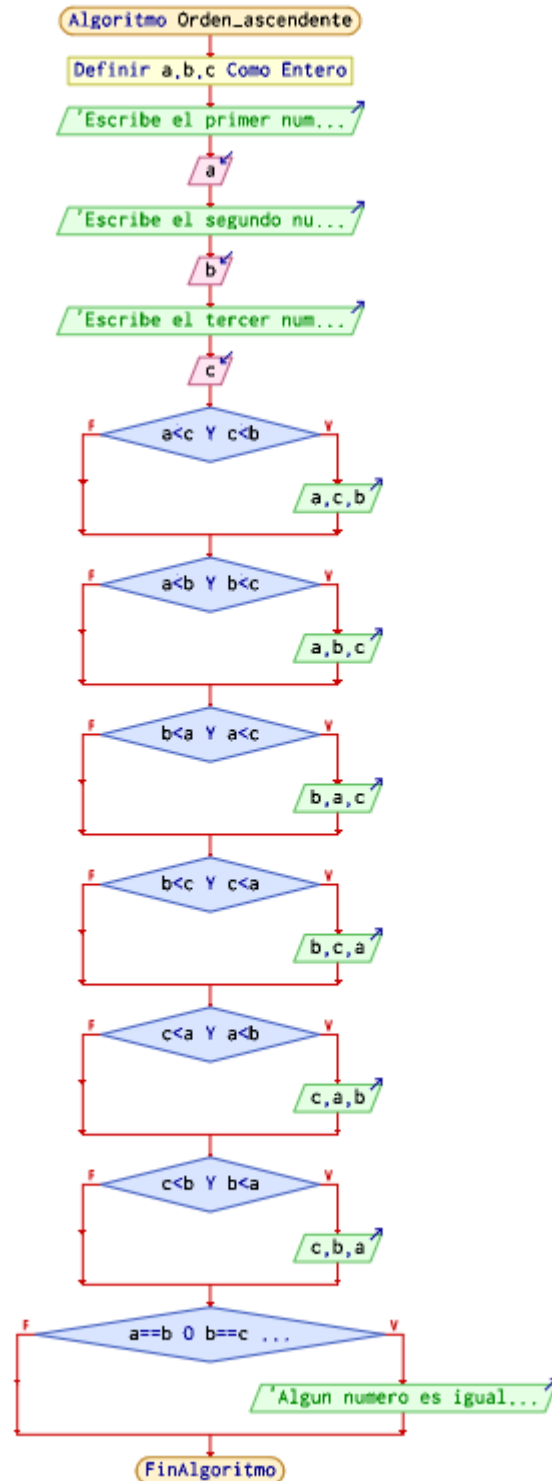 Algoritmo Orden_ascendente
Definir a,b,c Como Entero
'Escribe el primer num...
a
'Escribe el segundo nu...
b
'Escribe el tercer num...
c
F a<c Y c<b V
a,c,b
F a<b Y b<c V
a,b,c
F b<a Y a<c V
b,a,c
F b<c Y c<a V
b,c,a
F c<a Y a<b V
c,a,b
F c<b Y b<a V
c,b,a
F a==b O b==c ... V
'Algun numero es igual...
FinAlgoritmo